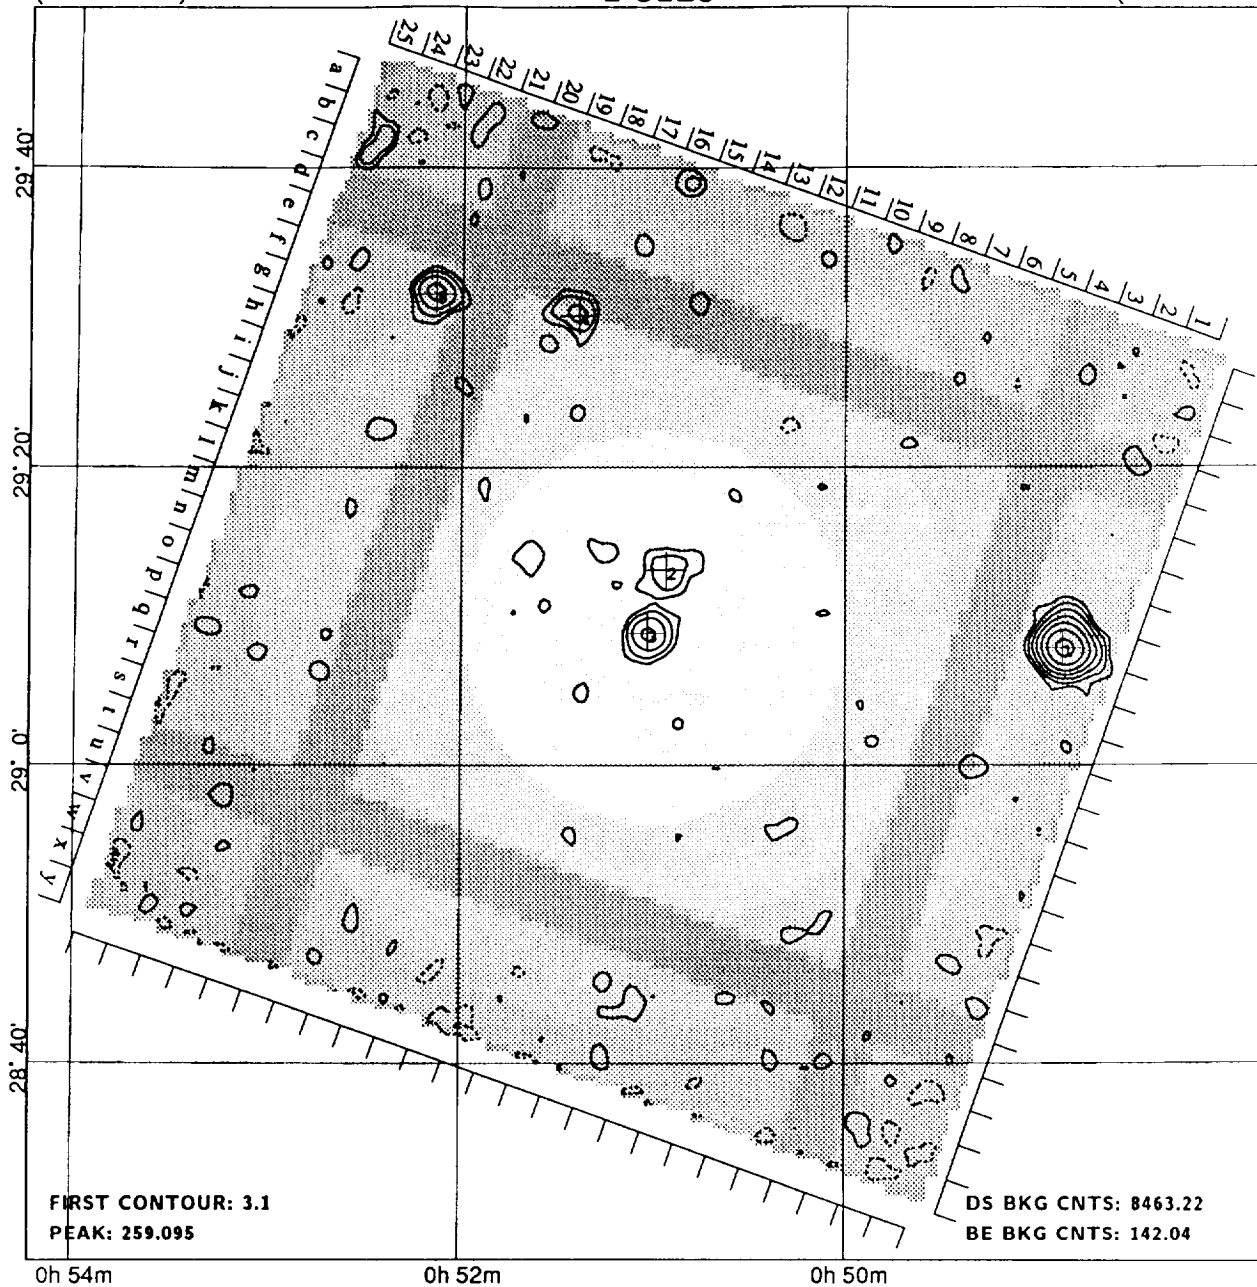 25 24 23 22 21 20 19 18 17 16 15 14 13 12 11 10 9 8 7 6 5 4 3 2 1
a b c d e f g h i j k l m n o p q r s t u v w x y
29° 40'
29° 20'
2
29° 0'
28° 40'
FIRST CONTOUR: 3.1
PEAK: 259.095
DS BKG CNTS: 8463.22
BE BKG CNTS: 142.04
0h 54m
0h 52m
0h 50m